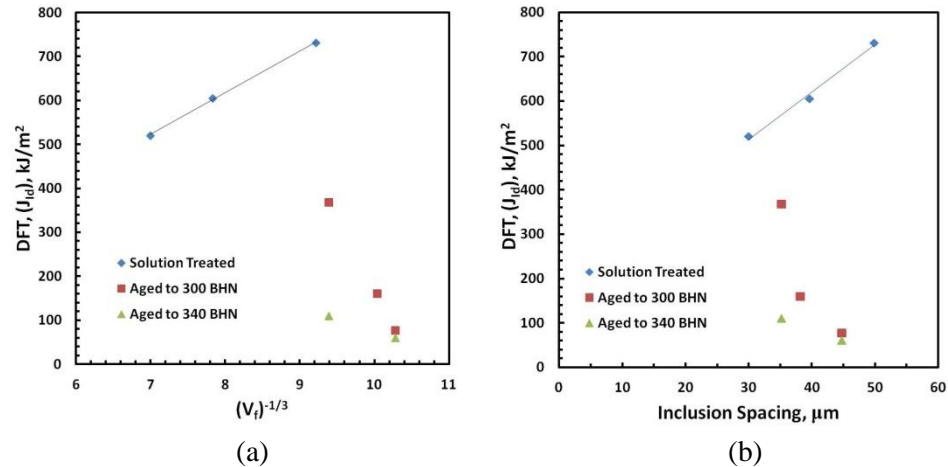 800
700
600
500
400
300
200
100
0
DFT, (J_Id), kJ/m²
Solution Treated
Aged to 300 BHN
Aged to 340 BHN
6 7 8 9 10 11
(V_f)^-1/3
(a)
800
700
600
500
400
300
200
100
0
DFT, (J_Id), kJ/m²
Solution Treated
Aged to 300 BHN
Aged to 340 BHN
0 10 20 30 40 50 60
Inclusion Spacing, μm
(b)